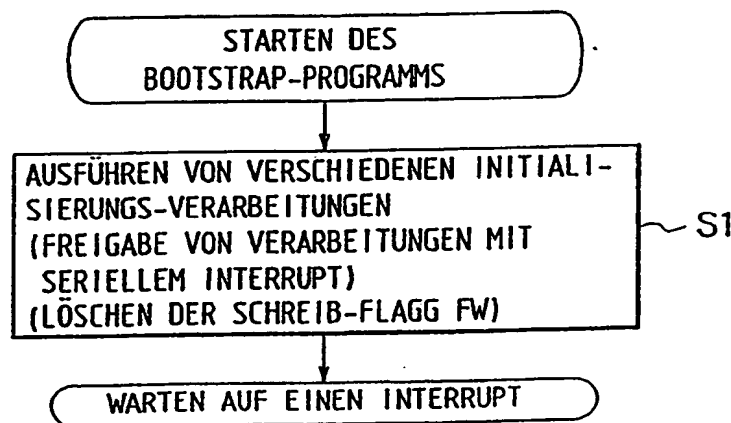 STARTEN DES
BOOTSTRAP-PROGRAMMS
AUSFÜHREN VON VERSCHIEDENEN INITIALI-
SIERUNGS-VERARBEITUNGEN
(FREIGABE VON VERARBEITUNGEN MIT
SERIELLEM INTERRUPT)
(LÖSCHEN DER SCHREIB-FLAGG FW)
S1
WARTEN AUF EINEN INTERRUPT